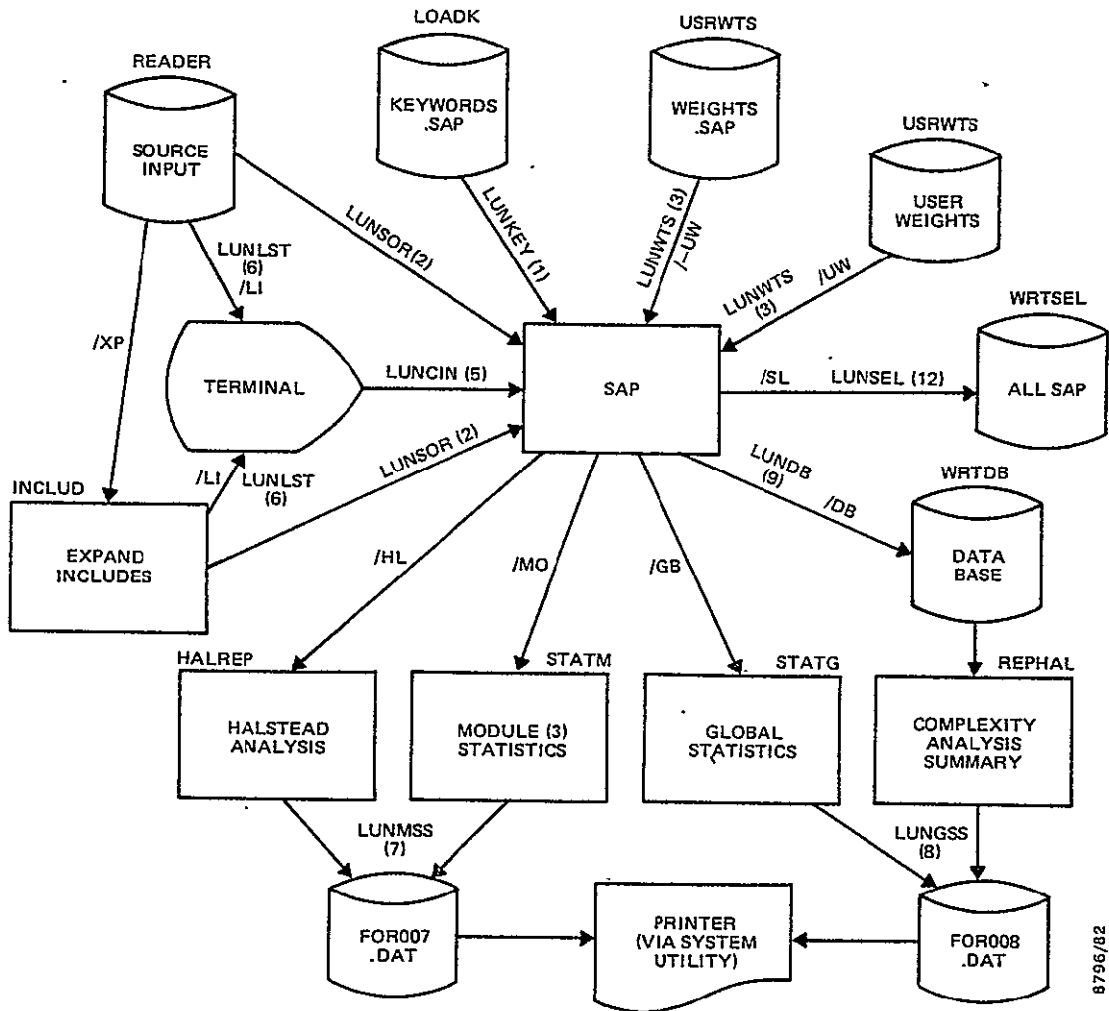 LOADK
USRWTS
READER
KEYWORDS
.SAP
WEIGHTS
.SAP
USRWTS
SOURCE
INPUT
USER
WEIGHTS
LUNSOR(2)
LUNKEY (1)
LUNWTS (3)
/–UW
LUNLST
(6)
/LI
LUNWTS
(3)
/UW
WRTSEL
/XP
TERMINAL
LUNCIN (5)
SAP
/SL
LUNSEL (12)
ALL SAP
LUNSOR (2)
LUNDB
(9)
/DB
/LI
LUNLST
(6)
INCLUD
WRTDB
EXPAND
INCLUDES
/HL
/MO
/GB
DATA
BASE
HALREP
STATM
STATG
REPHAL
HALSTEAD
ANALYSIS
MODULE (3)
STATISTICS
GLOBAL
STATISTICS
COMPLEXITY
ANALYSIS
SUMMARY
LUNMSS
(7)
LUNGSS
(8)
FOR007
.DAT
PRINTER
(VIA SYSTEM
UTILITY)
FOR008
.DAT
8796/82